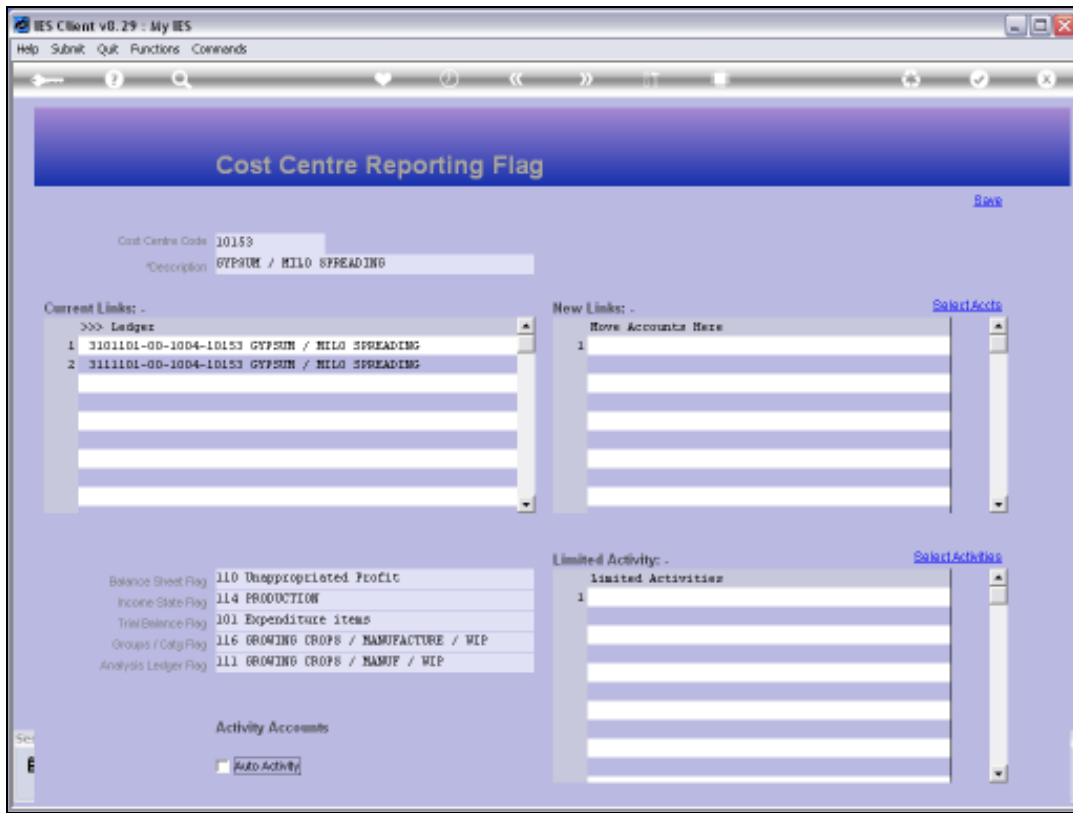 IES Client v8.29 : My IES
Help Submit Quit Functions Commands
Cost Centre Reporting Flag
Save
Cost Centre Code 10153
*Description GYPSUM / MILO SPREADING
Current Links: -
New Links: -
Select Accts
>>> Ledger
Move Accounts Here
1 3101101-00-1004-10153 GYPSUM / MILO SPREADING
1
2 3111101-00-1004-10153 GYPSUM / MILO SPREADING
Limited Activity: -
Select Activities
Balance Sheet Flag 110 Unappropriated Profit
limited Activities
Income State Flag 114 PRODUCTION
1
Trial Balance Flag 101 Expenditure items
Groups / Catg Flag 116 GROWING CROPS / MANUFACTURE / WIP
Analysis Ledger Flag 111 GROWING CROPS / MANUF / WIP
Activity Accounts
Auto Activity